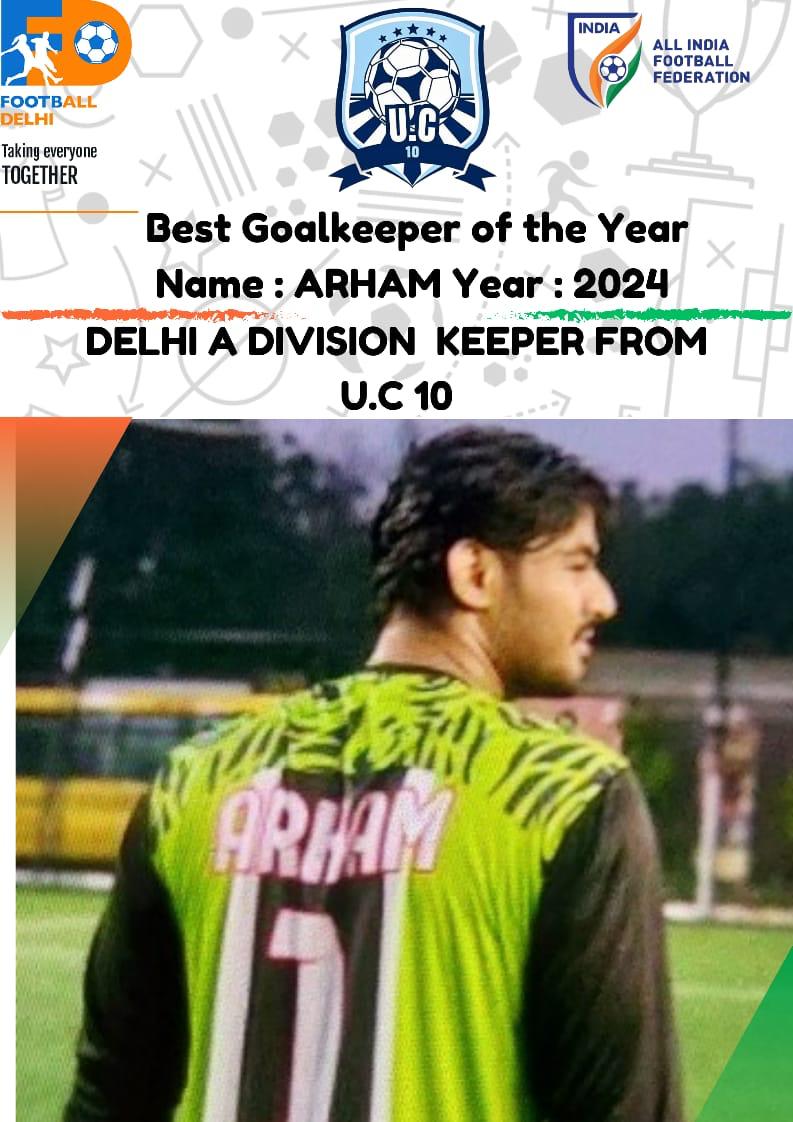 FD
FOOTBALL
DELHI
Taking everyone
TOGETHER
U.C
10
INDIA
ALL INDIA
FOOTBALL
FEDERATION
Best Goalkeeper of the Year
Name : ARHAM Year : 2024
DELHI A DIVISION KEEPER FROM
U.C 10
ARHAM
1